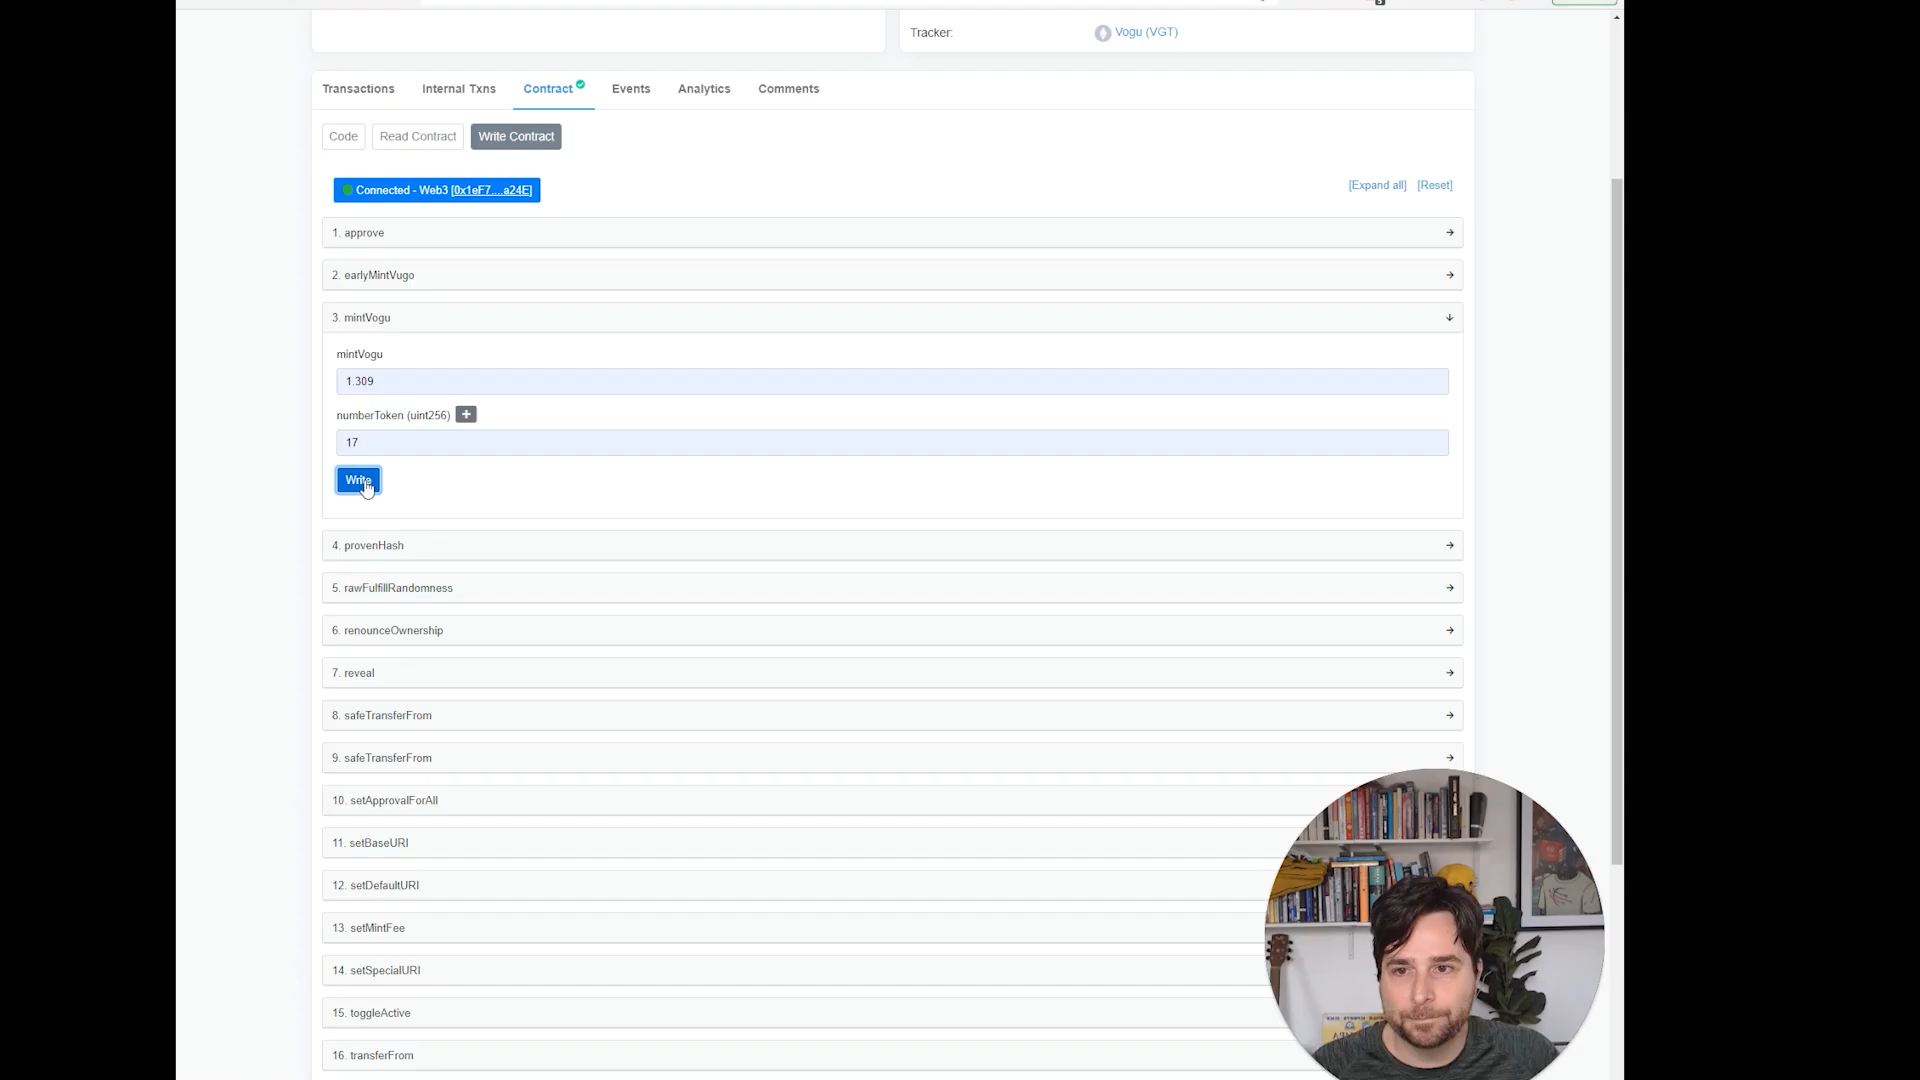 Tracker:
Vogu (VGT)
Transactions
Internal Txns
Contract
Events
Analytics
Comments
Code
Read Contract
Write Contract
Connected - Web3 [0x1eF7....a24E]
[Expand all]
[Reset]
1. approve
2. earlyMintVugo
3. mintVogu
mintVogu
1.309
numberToken (uint256)
17
Write
4. provenHash
5. rawFulfillRandomness
6. renounceOwnership
7. reveal
8. safeTransferFrom
9. safeTransferFrom
10. setApprovalForAll
11. setBaseURI
12. setDefaultURI
13. setMintFee
14. setSpecialURI
15. toggleActive
16. transferFrom